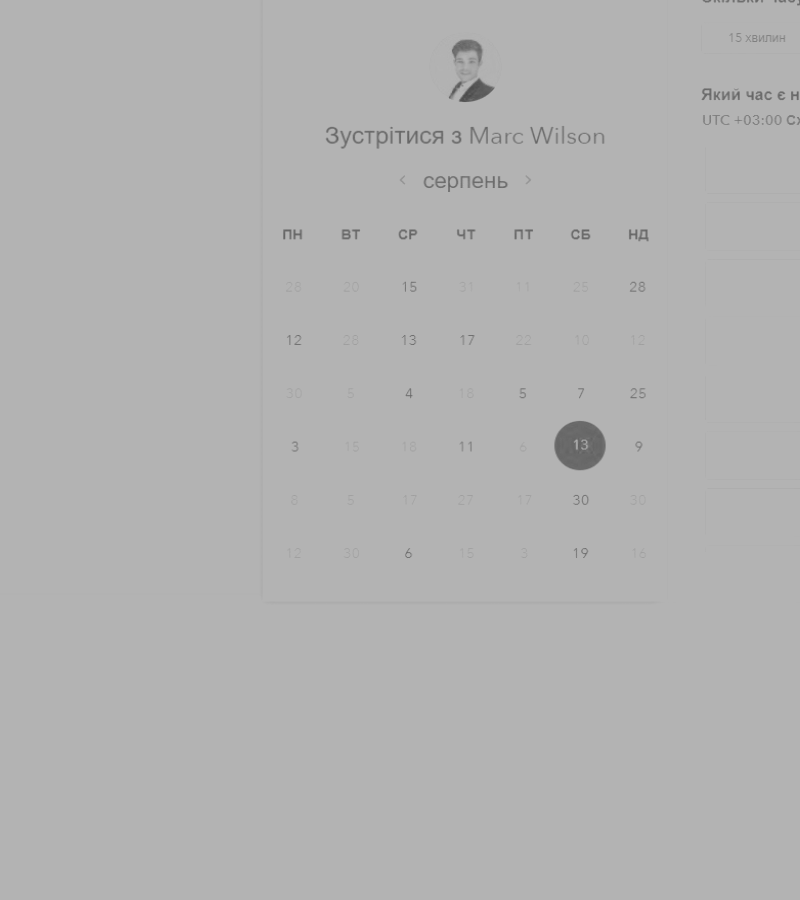 15 хвилин
Який час є н
UTC +03:00 Сх
Зустрітися з Marc Wilson
серпень
ПН ВТ СР ЧТ ПТ СБ НД
28 20 15 31 11 25 28
12 28 13 17 22 10 12
30 5 4 18 5 7 25
3 15 18 11 6 13 9
8 5 17 27 17 30 30
12 30 6 15 3 19 16